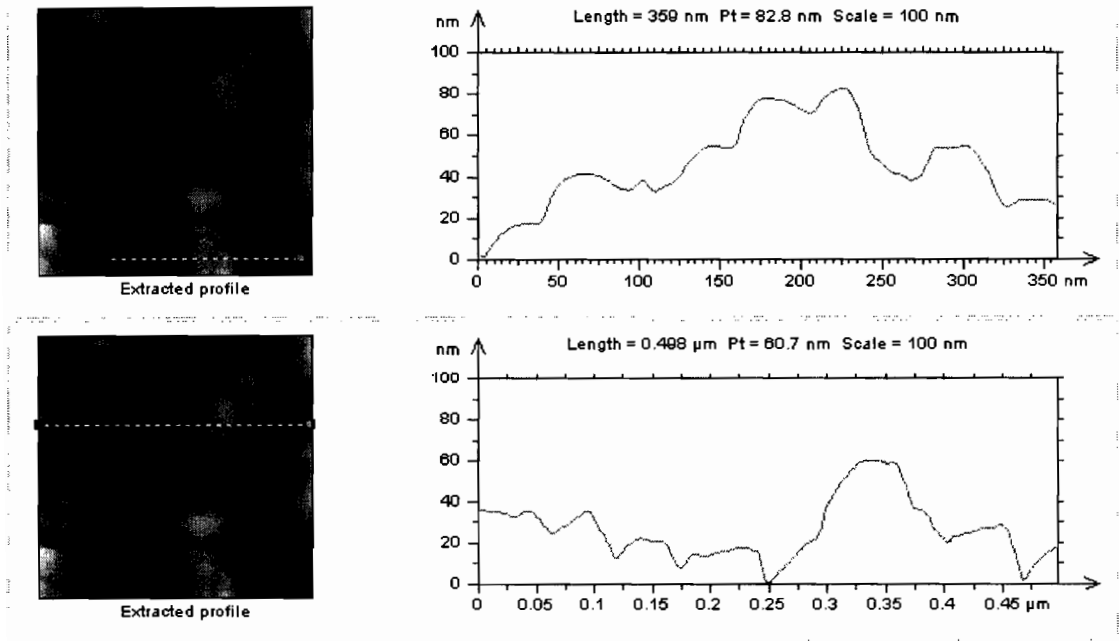 nm Length = 359 nm Pt = 82.8 nm Scale = 100 nm
100
80
60
40
20
0
0 50 100 150 200 250 300 350 nm
Extracted profile
nm Length = 0.498 µm Pt = 60.7 nm Scale = 100 nm
100
80
60
40
20
0
0 0.05 0.1 0.15 0.2 0.25 0.3 0.35 0.4 0.45 µm
Extracted profile